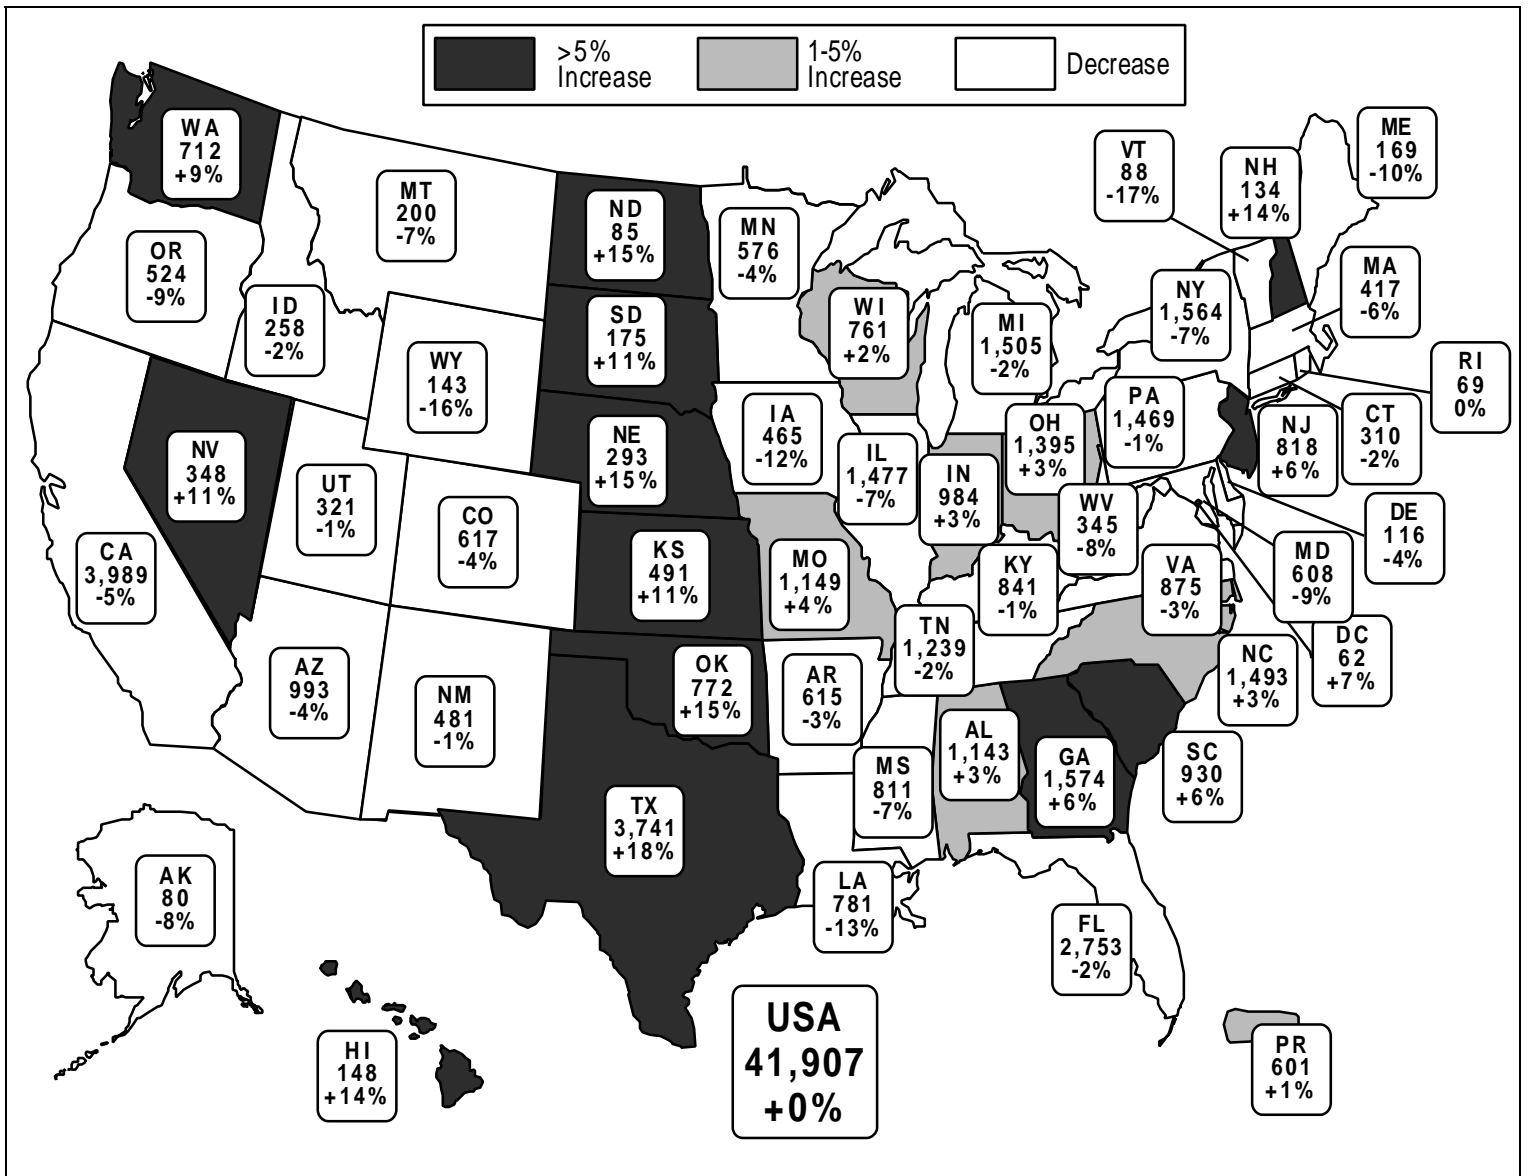 >5%
Increase
1-5%
Increase
Decrease
WA
712
+9%
MT
200
-7%
ND
85
+15%
MN
576
-4%
VT
88
-17%
NH
134
+14%
ME
169
-10%
OR
524
-9%
ID
258
-2%
WY
143
-16%
SD
175
+11%
WI
761
+2%
MI
1,505
-2%
NY
1,564
-7%
MA
417
-6%
RI
69
0%
NV
348
+11%
UT
321
-1%
CO
617
-4%
NE
293
+15%
IA
465
-12%
IL
1,477
-7%
IN
984
+3%
OH
1,395
+3%
PA
1,469
-1%
NJ
818
+6%
CT
310
-2%
CA
3,989
-5%
KS
491
+11%
MO
1,149
+4%
KY
841
-1%
WV
345
-8%
VA
875
-3%
MD
608
-9%
DE
116
-4%
AZ
993
-4%
NM
481
-1%
OK
772
+15%
AR
615
-3%
TN
1,239
-2%
NC
1,493
+3%
DC
62
+7%
TX
3,741
+18%
MS
811
-7%
AL
1,143
+3%
GA
1,574
+6%
SC
930
+6%
AK
80
-8%
LA
781
-13%
FL
2,753
-2%
HI
148
+14%
USA
41,907
+0%
PR
601
+1%